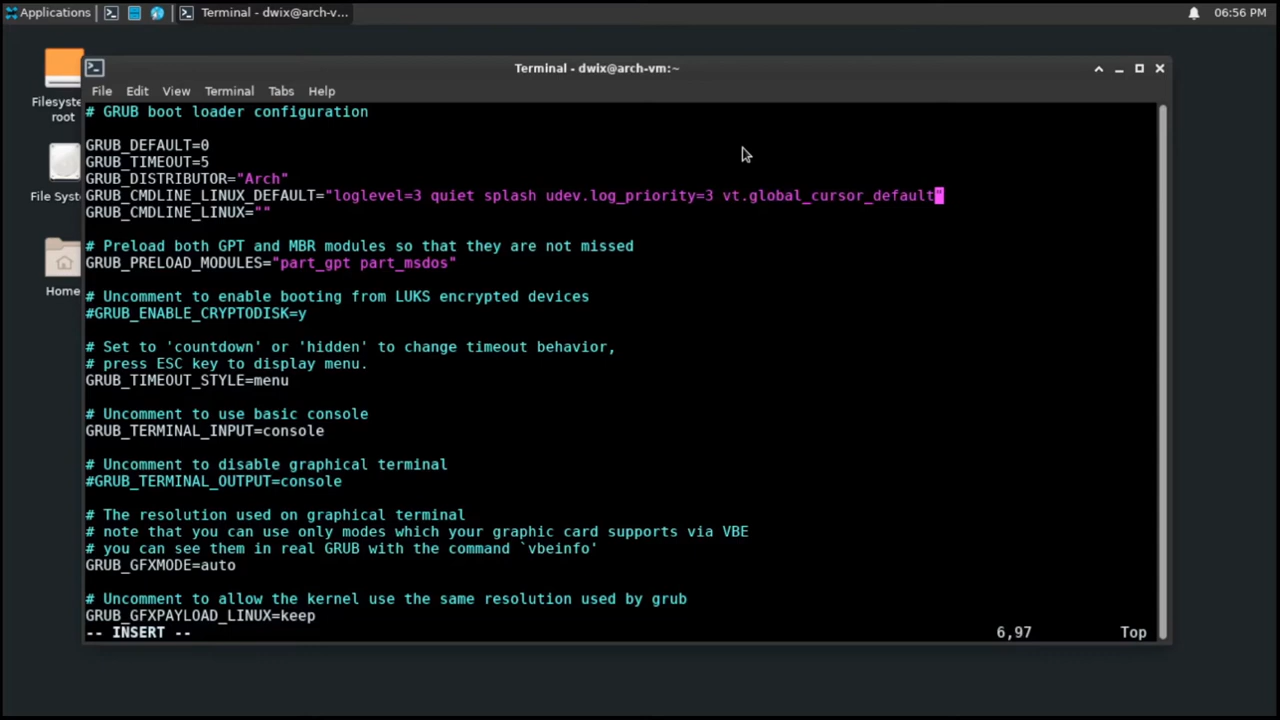 Applications
Terminal - dwix@arch-v...
06:56 PM
Filesyste
root
File Syste
Home
Terminal - dwix@arch-vm:~
File Edit View Terminal Tabs Help
# GRUB boot loader configuration
GRUB_DEFAULT=0
GRUB_TIMEOUT=5
GRUB_DISTRIBUTOR="Arch"
GRUB_CMDLINE_LINUX_DEFAULT="loglevel=3 quiet splash udev.log_priority=3 vt.global_cursor_default"
GRUB_CMDLINE_LINUX=""
# Preload both GPT and MBR modules so that they are not missed
GRUB_PRELOAD_MODULES="part_gpt part_msdos"
# Uncomment to enable booting from LUKS encrypted devices
#GRUB_ENABLE_CRYPTODISK=y
# Set to 'countdown' or 'hidden' to change timeout behavior,
# press ESC key to display menu.
GRUB_TIMEOUT_STYLE=menu
# Uncomment to use basic console
GRUB_TERMINAL_INPUT=console
# Uncomment to disable graphical terminal
#GRUB_TERMINAL_OUTPUT=console
# The resolution used on graphical terminal
# note that you can use only modes which your graphic card supports via VBE
# you can see them in real GRUB with the command `vbeinfo'
GRUB_GFXMODE=auto
# Uncomment to allow the kernel use the same resolution used by grub
GRUB_GFXPAYLOAD_LINUX=keep
-- INSERT -- 6,97 Top